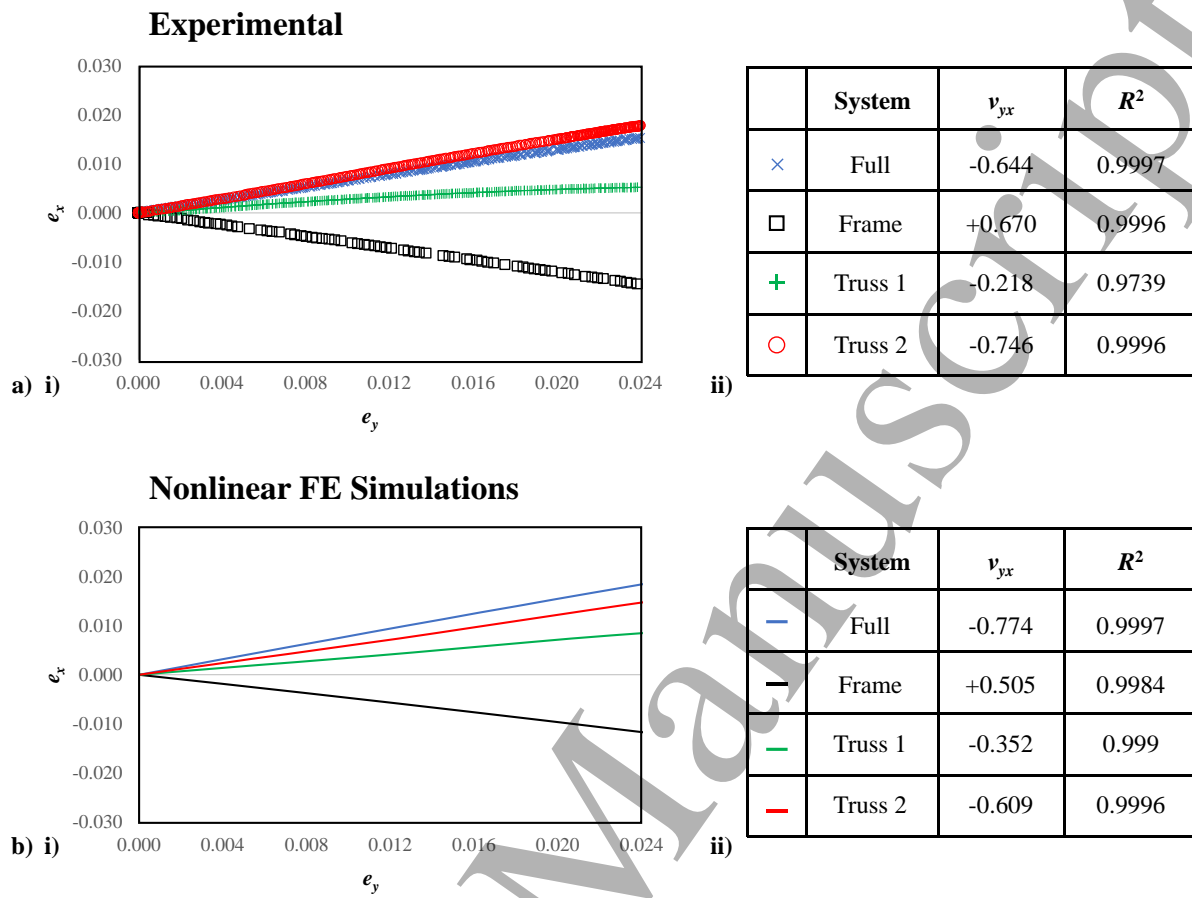 Experimental
0.030
0.020
0.010
0.000
-0.010
-0.020
-0.030
e_x
0.000 0.004 0.008 0.012 0.016 0.020 0.024
e_y
a) i)
System v_yx R²
× Full -0.644 0.9997
□ Frame +0.670 0.9996
+ Truss 1 -0.218 0.9739
○ Truss 2 -0.746 0.9996
ii)
Nonlinear FE Simulations
0.030
0.020
0.010
0.000
-0.010
-0.020
-0.030
e_x
0.000 0.004 0.008 0.012 0.016 0.020 0.024
e_y
b) i)
System v_yx R²
Full -0.774 0.9997
Frame +0.505 0.9984
Truss 1 -0.352 0.999
Truss 2 -0.609 0.9996
ii)
Manuscrip